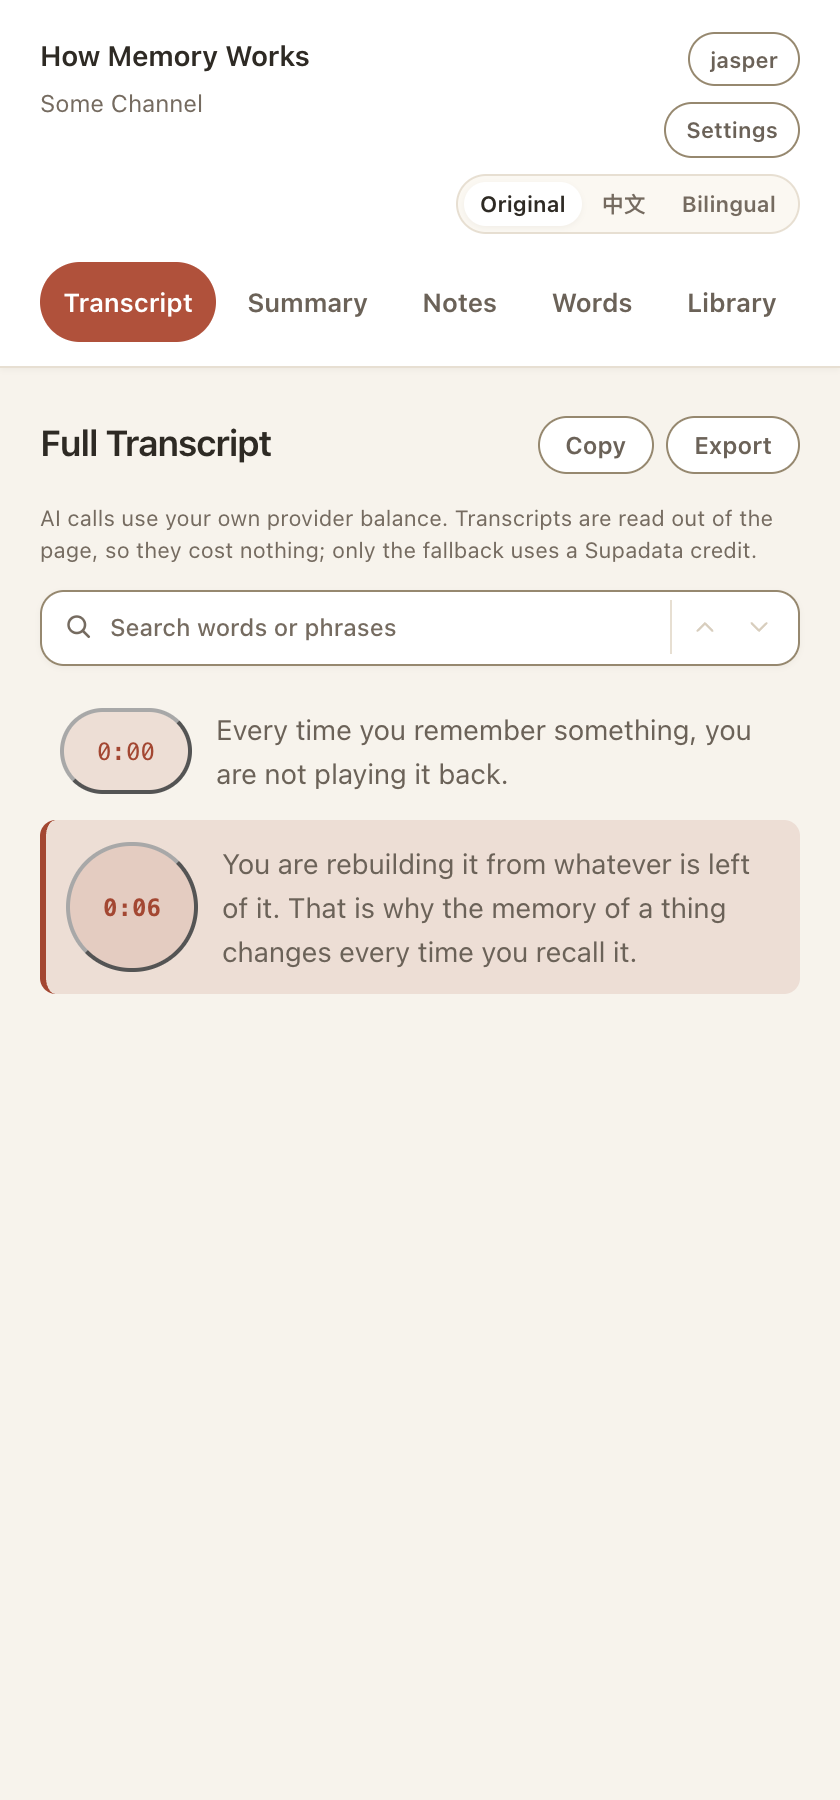 How Memory Works
Some Channel
jasper
Settings
Original 中文 Bilingual
Transcript Summary Notes Words Library
Full Transcript
Copy Export
AI calls use your own provider balance. Transcripts are read out of the
page, so they cost nothing; only the fallback uses a Supadata credit.
Search words or phrases
0:00
Every time you remember something, you
are not playing it back.
0:06
You are rebuilding it from whatever is left
of it. That is why the memory of a thing
changes every time you recall it.